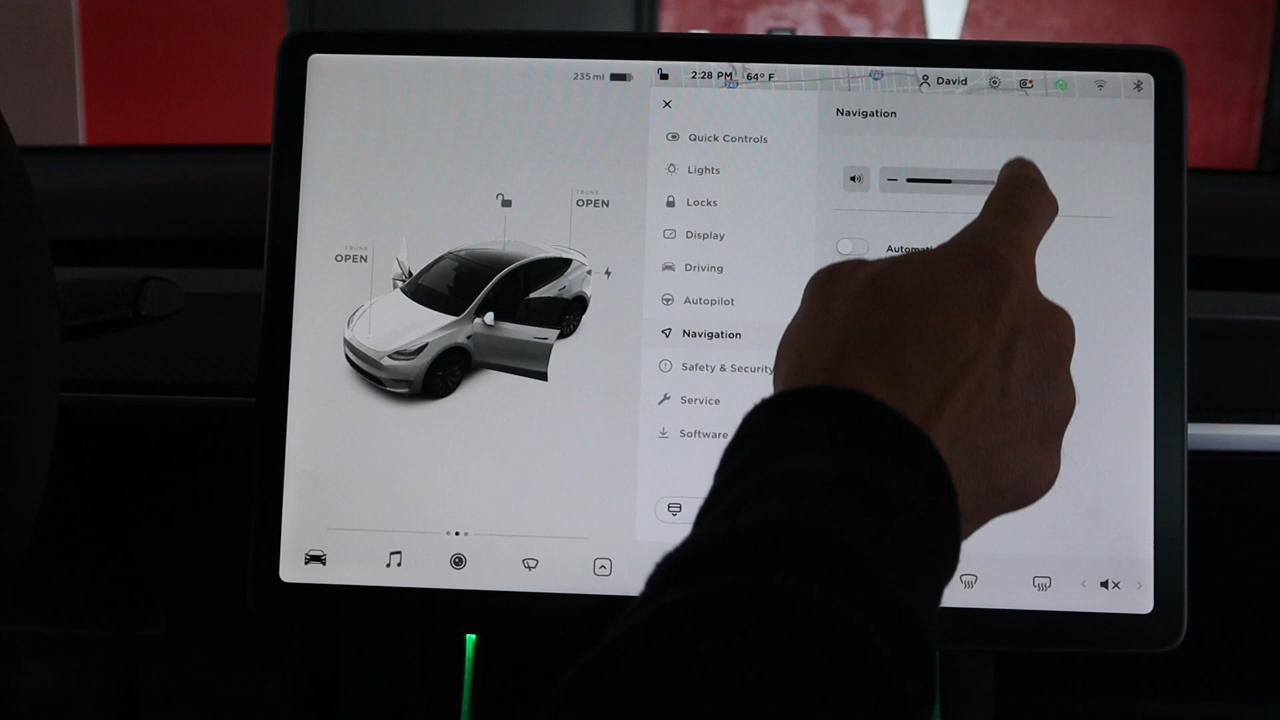 235 mi
2:28 PM 64° F
David
Navigation
Quick Controls
Lights
Locks
Display
Driving
Autopilot
Navigation
Safety & Security
Service
Software
TRUNK
OPEN
FRUNK
OPEN